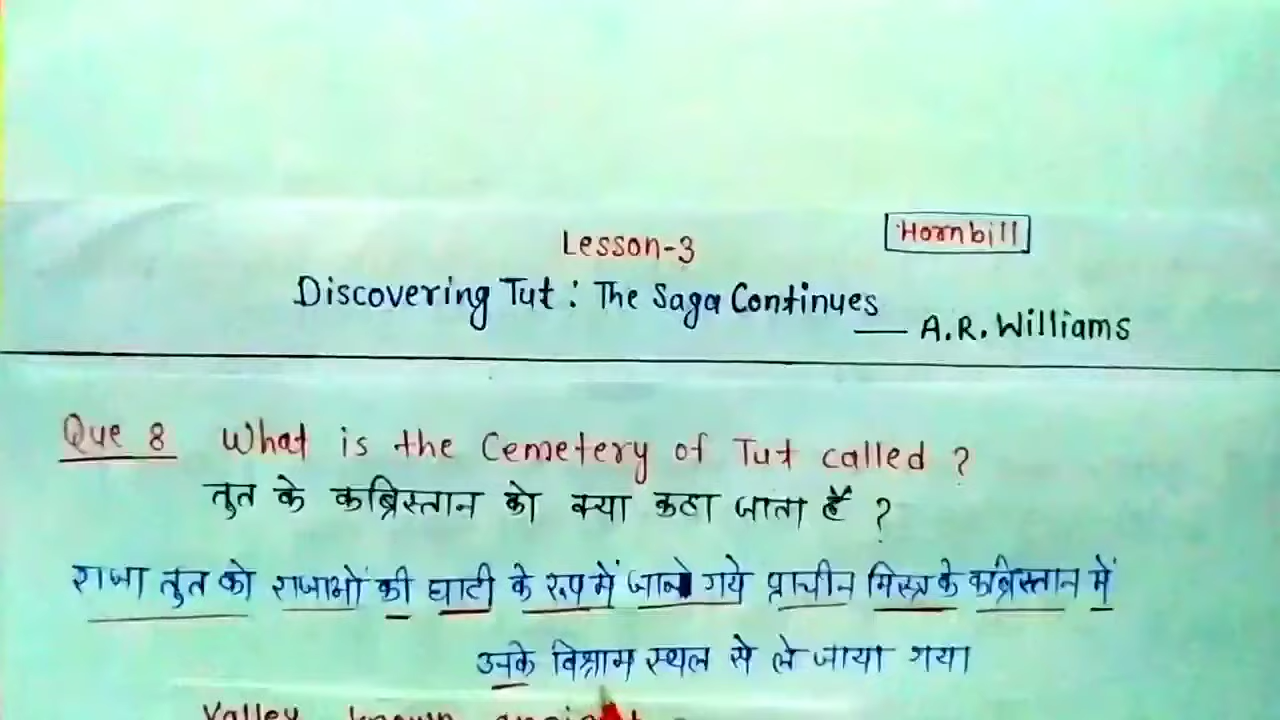 Lesson-3
Hornbill
Discovering Tut : The Saga Continues
— A.R. Williams
Que 8 What is the Cemetery of Tut called ?
तुत के कब्रिस्तान को क्या कहा जाता है ?
राजा तुत को राजाओं की घाटी के रूप में जाने गये प्राचीन मिस्त्र के कब्रिस्तान में
उनके विश्राम स्थल से ले जाया गया
Valley known ancient